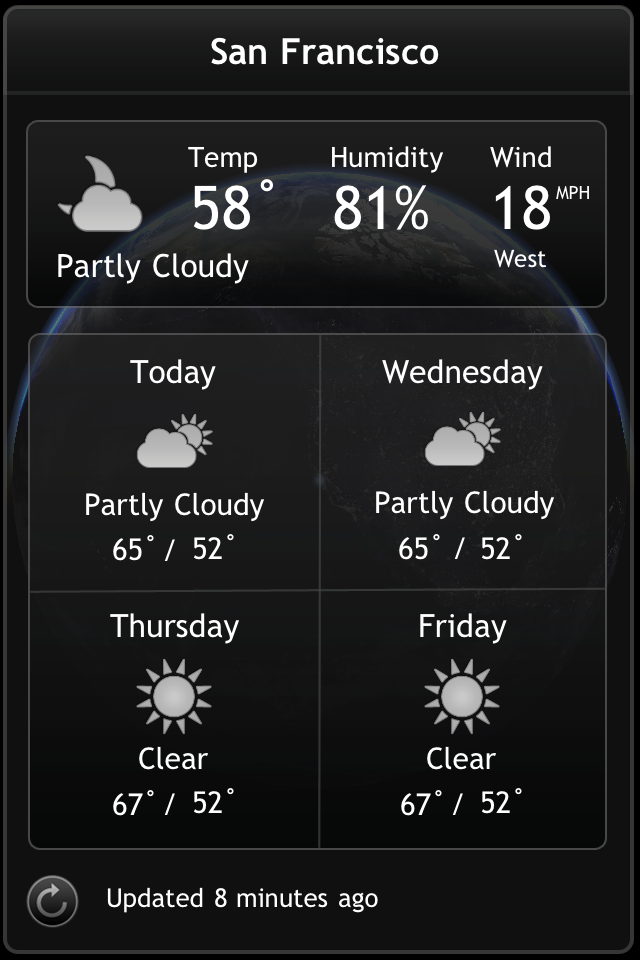 San Francisco
Temp Humidity Wind
58° 81% 18 MPH
Partly Cloudy West
Today Wednesday
Partly Cloudy Partly Cloudy
65° / 52° 65° / 52°
Thursday Friday
Clear Clear
67° / 52° 67° / 52°
Updated 8 minutes ago